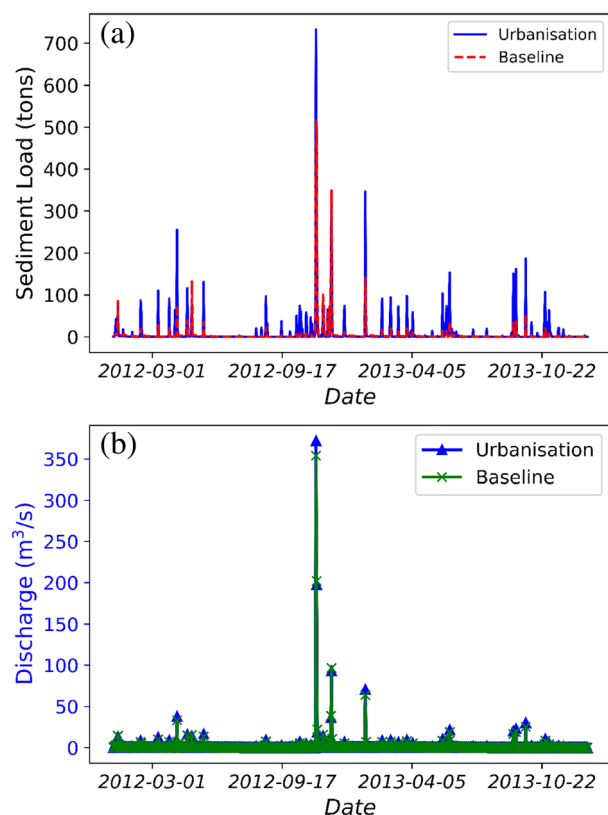 (a)
Urbanisation
Baseline
Sediment Load (tons)
700
600
500
400
300
200
100
0
2012-03-01 2012-09-17 2013-04-05 2013-10-22
Date
(b)
Urbanisation
Baseline
Discharge (m³/s)
350
300
250
200
150
100
50
0
2012-03-01 2012-09-17 2013-04-05 2013-10-22
Date